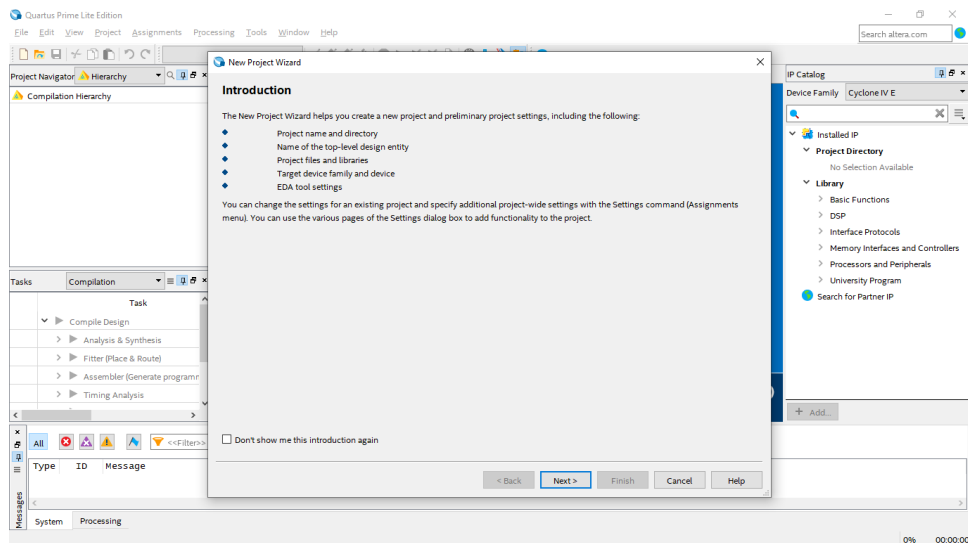 Quartus Prime Lite Edition
File Edit View Project Assignments Processing Tools Window Help
Search altera.com
Project Navigator Hierarchy
Compilation Hierarchy
New Project Wizard
Introduction
The New Project Wizard helps you create a new project and preliminary project settings, including the following:
Project name and directory
Name of the top-level design entity
Project files and libraries
Target device family and device
EDA tool settings
You can change the settings for an existing project and specify additional project-wide settings with the Settings command (Assignments
menu). You can use the various pages of the Settings dialog box to add functionality to the project.
Don't show me this introduction again
< Back Next > Finish Cancel Help
IP Catalog
Device Family Cyclone IV E
Installed IP
Project Directory
No Selection Available
Library
Basic Functions
DSP
Interface Protocols
Memory Interfaces and Controllers
Processors and Peripherals
University Program
Search for Partner IP
+ Add...
Tasks Compilation
Task
Compile Design
Analysis & Synthesis
Fitter (Place & Route)
Assembler (Generate programm
Timing Analysis
All <<Filter>>
Type ID Message
Messages
System Processing
0% 00:00:00